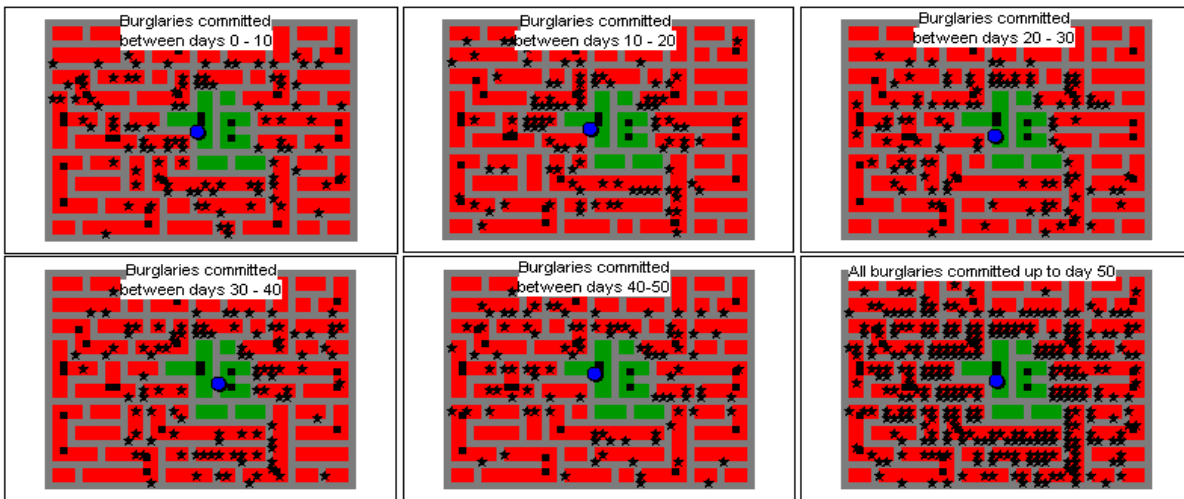 Burglaries committed
between days 0 - 10
Burglaries committed
between days 10 - 20
Burglaries committed
between days 20 - 30
Burglaries committed
between days 30 - 40
Burglaries committed
between days 40-50
All burglaries committed up to day 50